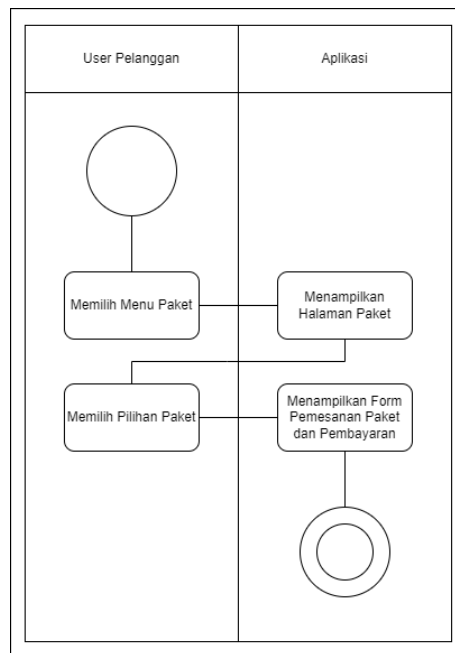 User Pelanggan
Aplikasi
Memilih Menu Paket
Menampilkan
Halaman Paket
Memilih Pilihan Paket
Menampilkan Form
Pemesanan Paket
dan Pembayaran